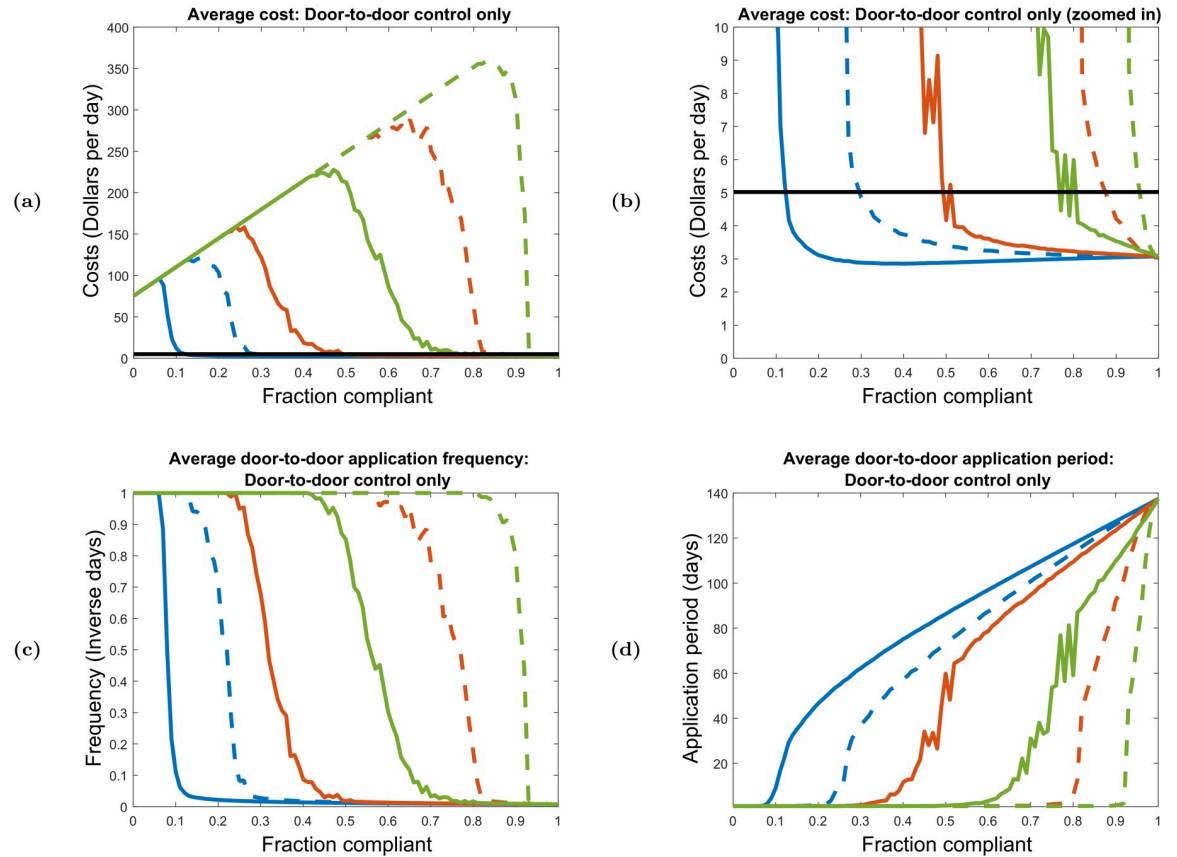 Average cost: Door-to-door control only
400
350
300
250
200
150
100
50
0
0 0.1 0.2 0.3 0.4 0.5 0.6 0.7 0.8 0.9 1
Costs (Dollars per day)
Fraction compliant
(a)
Average cost: Door-to-door control only (zoomed in)
10
9
8
7
6
5
4
3
2
1
0
0 0.1 0.2 0.3 0.4 0.5 0.6 0.7 0.8 0.9 1
Costs (Dollars per day)
Fraction compliant
(b)
Average door-to-door application frequency:
Door-to-door control only
1
0.9
0.8
0.7
0.6
0.5
0.4
0.3
0.2
0.1
0
0 0.1 0.2 0.3 0.4 0.5 0.6 0.7 0.8 0.9 1
Frequency (Inverse days)
Fraction compliant
(c)
Average door-to-door application period:
Door-to-door control only
140
120
100
80
60
40
20
0 0.1 0.2 0.3 0.4 0.5 0.6 0.7 0.8 0.9 1
Application period (days)
Fraction compliant
(d)